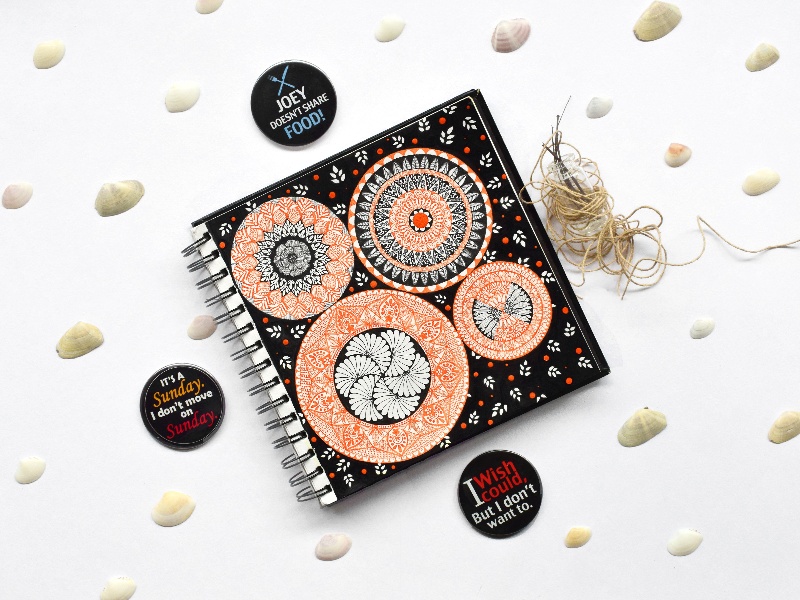 JOEY
DOESN'T SHARE
FOOD!
IT'S A
Sunday.
I don't move
on
Sunday.
I Wish
could,
But I don't
want to.